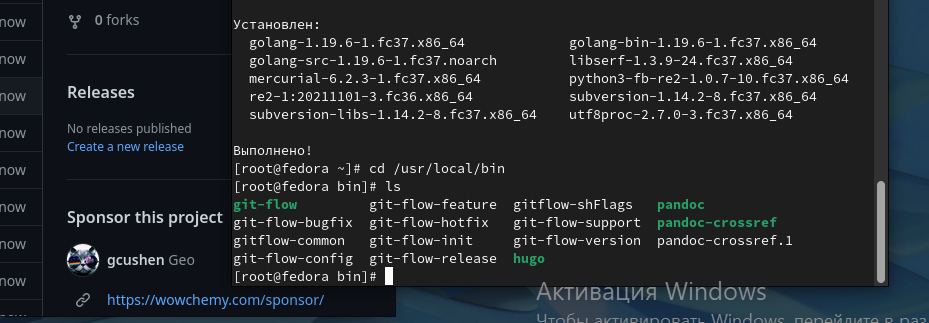 now
now
now
now
now
now
now
now
now
0 forks
Releases
No releases published
Create a new release
Sponsor this project
gcushen Geo
https://wowchemy.com/sponsor/
Установлен:
golang-1.19.6-1.fc37.x86_64 golang-bin-1.19.6-1.fc37.x86_64
golang-src-1.19.6-1.fc37.noarch libserf-1.3.9-24.fc37.x86_64
mercurial-6.2.3-1.fc37.x86_64 python3-fb-re2-1.0.7-10.fc37.x86_64
re2-1:20211101-3.fc36.x86_64 subversion-1.14.2-8.fc37.x86_64
subversion-libs-1.14.2-8.fc37.x86_64 utf8proc-2.7.0-3.fc37.x86_64
Выполнено!
[root@fedora ~]# cd /usr/local/bin
[root@fedora bin]# ls
git-flow git-flow-feature gitflow-shFlags pandoc
git-flow-bugfix git-flow-hotfix git-flow-support pandoc-crossref
gitflow-common git-flow-init git-flow-version pandoc-crossref.1
git-flow-config git-flow-release hugo
[root@fedora bin]#
Активация Windows
Чтобы активировать Windows, перейдите в раз